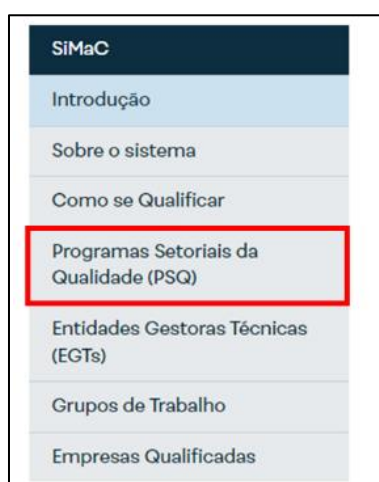 SiMaC
Introdução
Sobre o sistema
Como se Qualificar
Programas Setoriais da
Qualidade (PSQ)
Entidades Gestoras Técnicas
(EGTs)
Grupos de Trabalho
Empresas Qualificadas